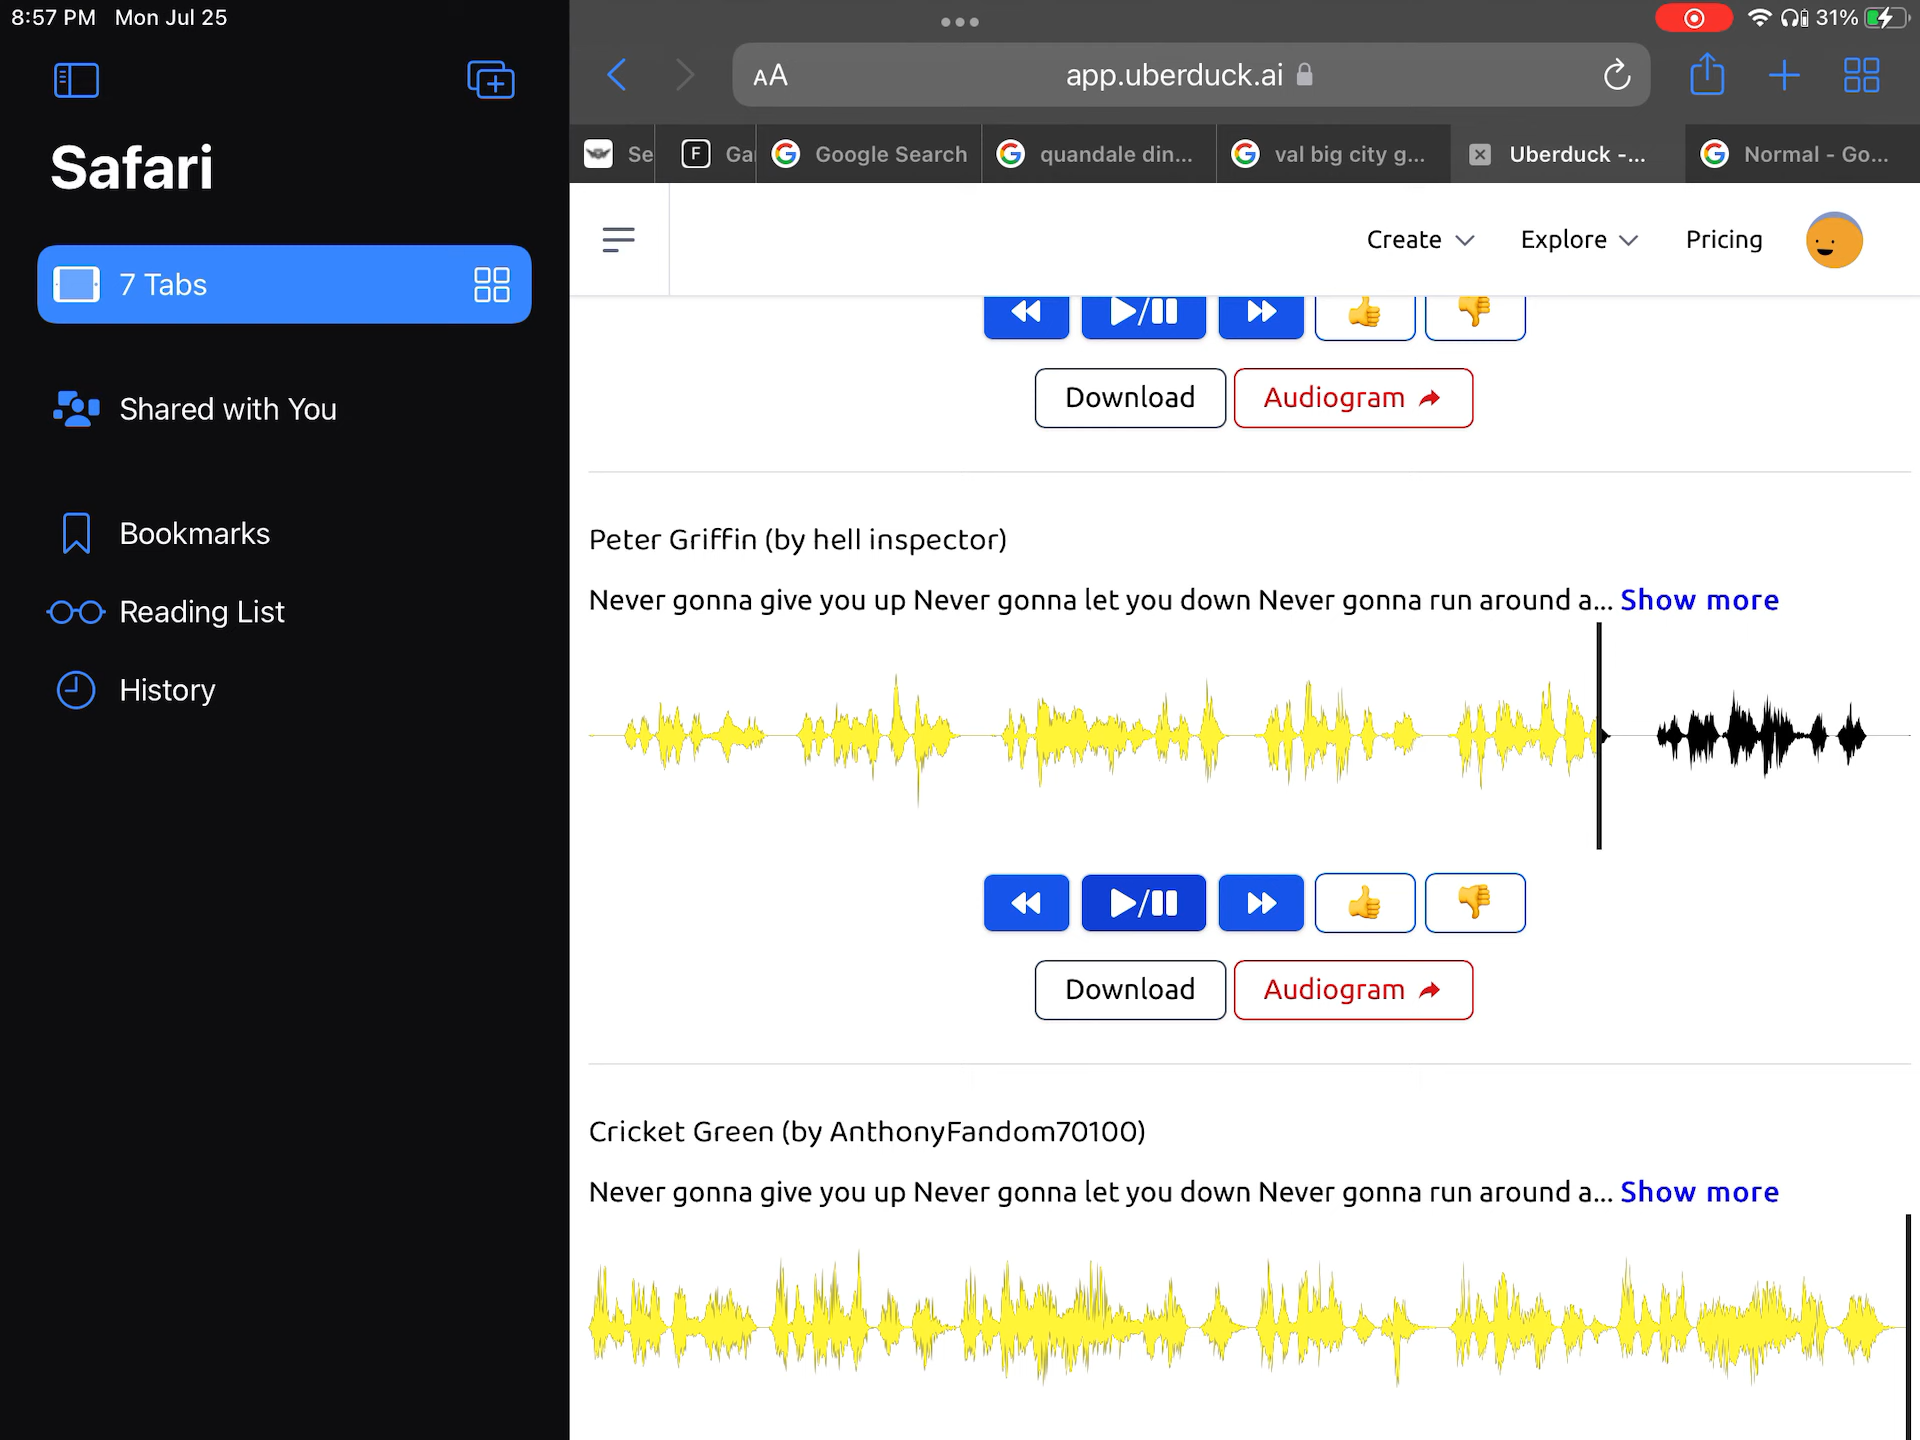 8:57 PM Mon Jul 25
31%
Safari
7 Tabs
Shared with You
Bookmarks
Reading List
History
AA
app.uberduck.ai
Se
F Ga
Google Search
quandale din...
val big city g...
Uberduck -...
Normal - Go...
Create
Explore
Pricing
Download
Audiogram
Peter Griffin (by hell inspector)
Never gonna give you up Never gonna let you down Never gonna run around a... Show more
Download
Audiogram
Cricket Green (by AnthonyFandom70100)
Never gonna give you up Never gonna let you down Never gonna run around a... Show more